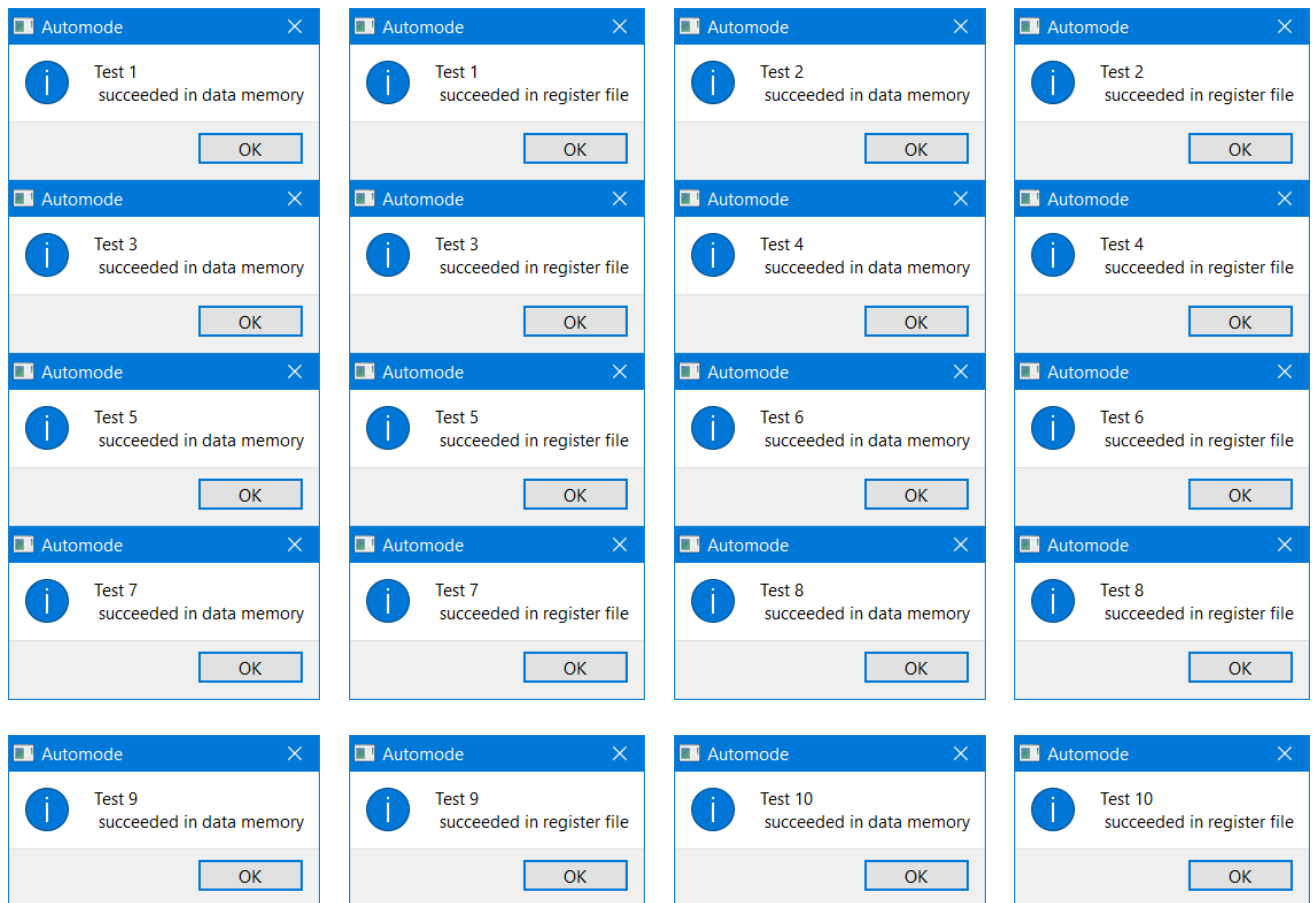 Automode
Automode
Automode
Automode
Test 1
succeeded in data memory
Test 1
succeeded in register file
Test 2
succeeded in data memory
Test 2
succeeded in register file
OK
OK
OK
OK
Automode
Automode
Automode
Automode
Test 3
succeeded in data memory
Test 3
succeeded in register file
Test 4
succeeded in data memory
Test 4
succeeded in register file
OK
OK
OK
OK
Automode
Automode
Automode
Automode
Test 5
succeeded in data memory
Test 5
succeeded in register file
Test 6
succeeded in data memory
Test 6
succeeded in register file
OK
OK
OK
OK
Automode
Automode
Automode
Automode
Test 7
succeeded in data memory
Test 7
succeeded in register file
Test 8
succeeded in data memory
Test 8
succeeded in register file
OK
OK
OK
OK
Automode
Automode
Automode
Automode
Test 9
succeeded in data memory
Test 9
succeeded in register file
Test 10
succeeded in data memory
Test 10
succeeded in register file
OK
OK
OK
OK